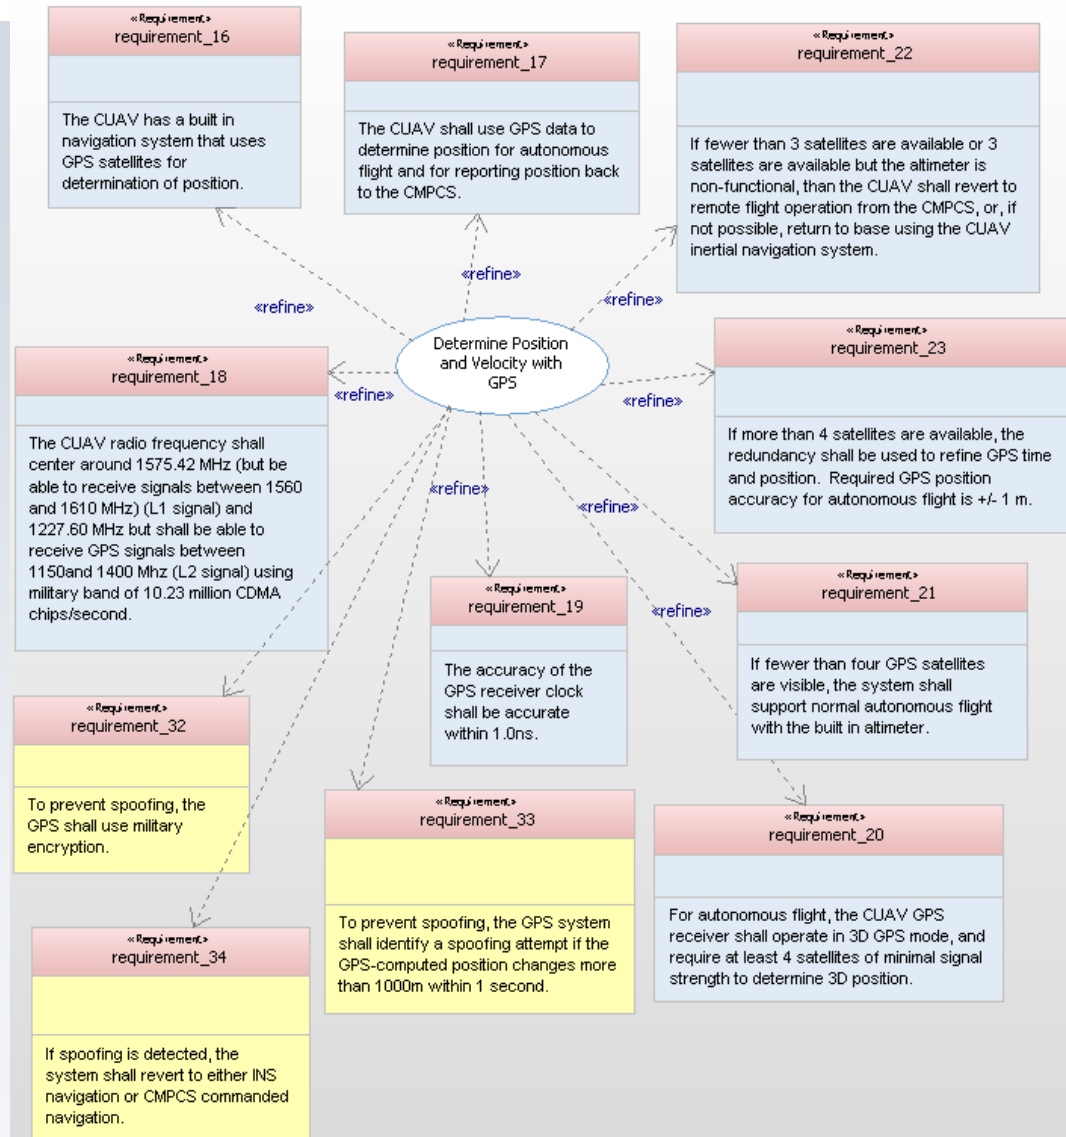 «Requirement»
requirement_16
The CUAV has a built in
navigation system that uses
GPS satellites for
determination of position.
«Requirement»
requirement_17
The CUAV shall use GPS data to
determine position for autonomous
flight and for reporting position back
to the CMPCS.
«Requirement»
requirement_22
If fewer than 3 satellites are available or 3
satellites are available but the altimeter is
non-functional, than the CUAV shall revert to
remote flight operation from the CMPCS, or, if
not possible, return to base using the CUAV
inertial navigation system.
«refine»
«refine»
«refine»
Determine Position
and Velocity with
GPS
«Requirement»
requirement_18
The CUAV radio frequency shall
center around 1575.42 MHz (but be
able to receive signals between 1560
and 1610 MHz) (L1 signal) and
1227.60 MHz but shall be able to
receive GPS signals between
1150and 1400 Mhz (L2 signal) using
military band of 10.23 million CDMA
chips/second.
«refine»
«refine»
«Requirement»
requirement_23
If more than 4 satellites are available, the
redundancy shall be used to refine GPS time
and position.  Required GPS position
accuracy for autonomous flight is +/- 1 m.
«refine»
«refine»
«refine»
«Requirement»
requirement_19
The accuracy of the
GPS receiver clock
shall be accurate
within 1.0ns.
«Requirement»
requirement_21
If fewer than four GPS satellites
are visible, the system shall
support normal autonomous flight
with the built in altimeter.
«Requirement»
requirement_32
To prevent spoofing, the
GPS shall use military
encryption.
«Requirement»
requirement_33
To prevent spoofing, the GPS system
shall identify a spoofing attempt if the
GPS-computed position changes more
than 1000m within 1 second.
«Requirement»
requirement_20
For autonomous flight, the CUAV GPS
receiver shall operate in 3D GPS mode, and
require at least 4 satellites of minimal signal
strength to determine 3D position.
«Requirement»
requirement_34
If spoofing is detected, the
system shall revert to either INS
navigation or CMPCS commanded
navigation.